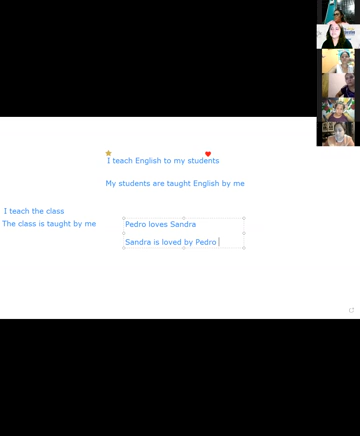 I teach English to my students
My students are taught English by me
I teach the class
The class is taught by me
Pedro loves Sandra
Sandra is loved by Pedro